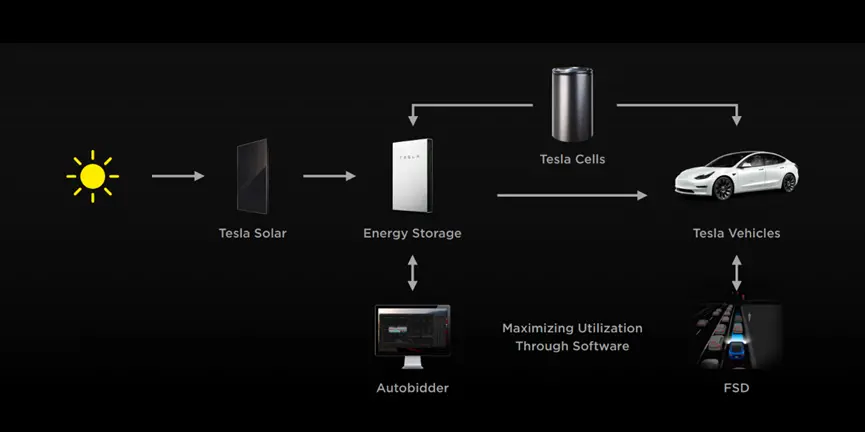 Tesla Cells
TESLA
Tesla Solar
Energy Storage
Tesla Vehicles
Maximizing Utilization
Through Software
Autobidder
FSD